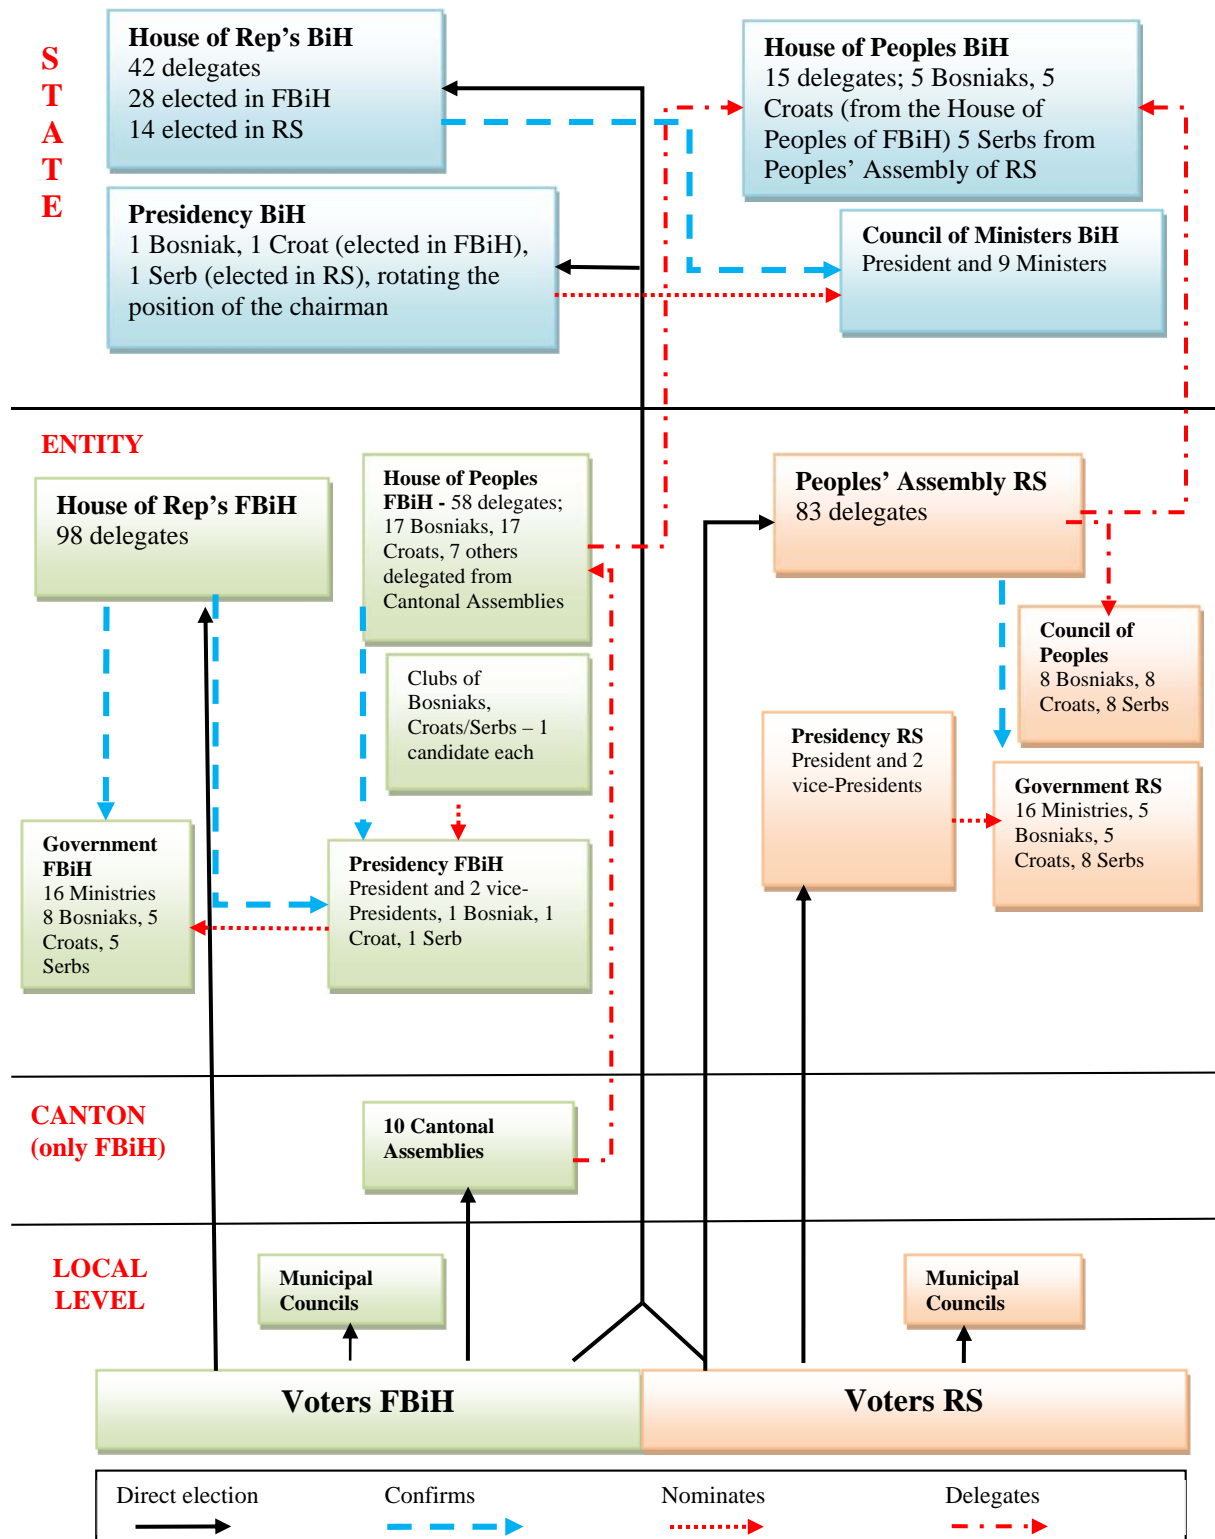 STATE
House of Rep's BiH
42 delegates
28 elected in FBiH
14 elected in RS
House of Peoples BiH
15 delegates; 5 Bosniaks, 5
Croats (from the House of
Peoples of FBiH) 5 Serbs from
Peoples' Assembly of RS
Presidency BiH
1 Bosniak, 1 Croat (elected in FBiH),
1 Serb (elected in RS), rotating the
position of the chairman
Council of Ministers BiH
President and 9 Ministers
ENTITY
House of Rep's FBiH
98 delegates
House of Peoples
FBiH - 58 delegates;
17 Bosniaks, 17
Croats, 7 others
delegated from
Cantonal Assemblies
Peoples' Assembly RS
83 delegates
Clubs of
Bosniaks,
Croats/Serbs – 1
candidate each
Council of
Peoples
8 Bosniaks, 8
Croats, 8 Serbs
Presidency RS
President and 2
vice-Presidents
Government RS
16 Ministries, 5
Bosniaks, 5
Croats, 8 Serbs
Government
FBiH
16 Ministries
8 Bosniaks, 5
Croats, 5
Serbs
Presidency FBiH
President and 2 vice-
Presidents, 1 Bosniak, 1
Croat, 1 Serb
CANTON
(only FBiH)
10 Cantonal
Assemblies
LOCAL
LEVEL
Municipal
Councils
Municipal
Councils
Voters FBiH
Voters RS
Direct election
Confirms
Nominates
Delegates